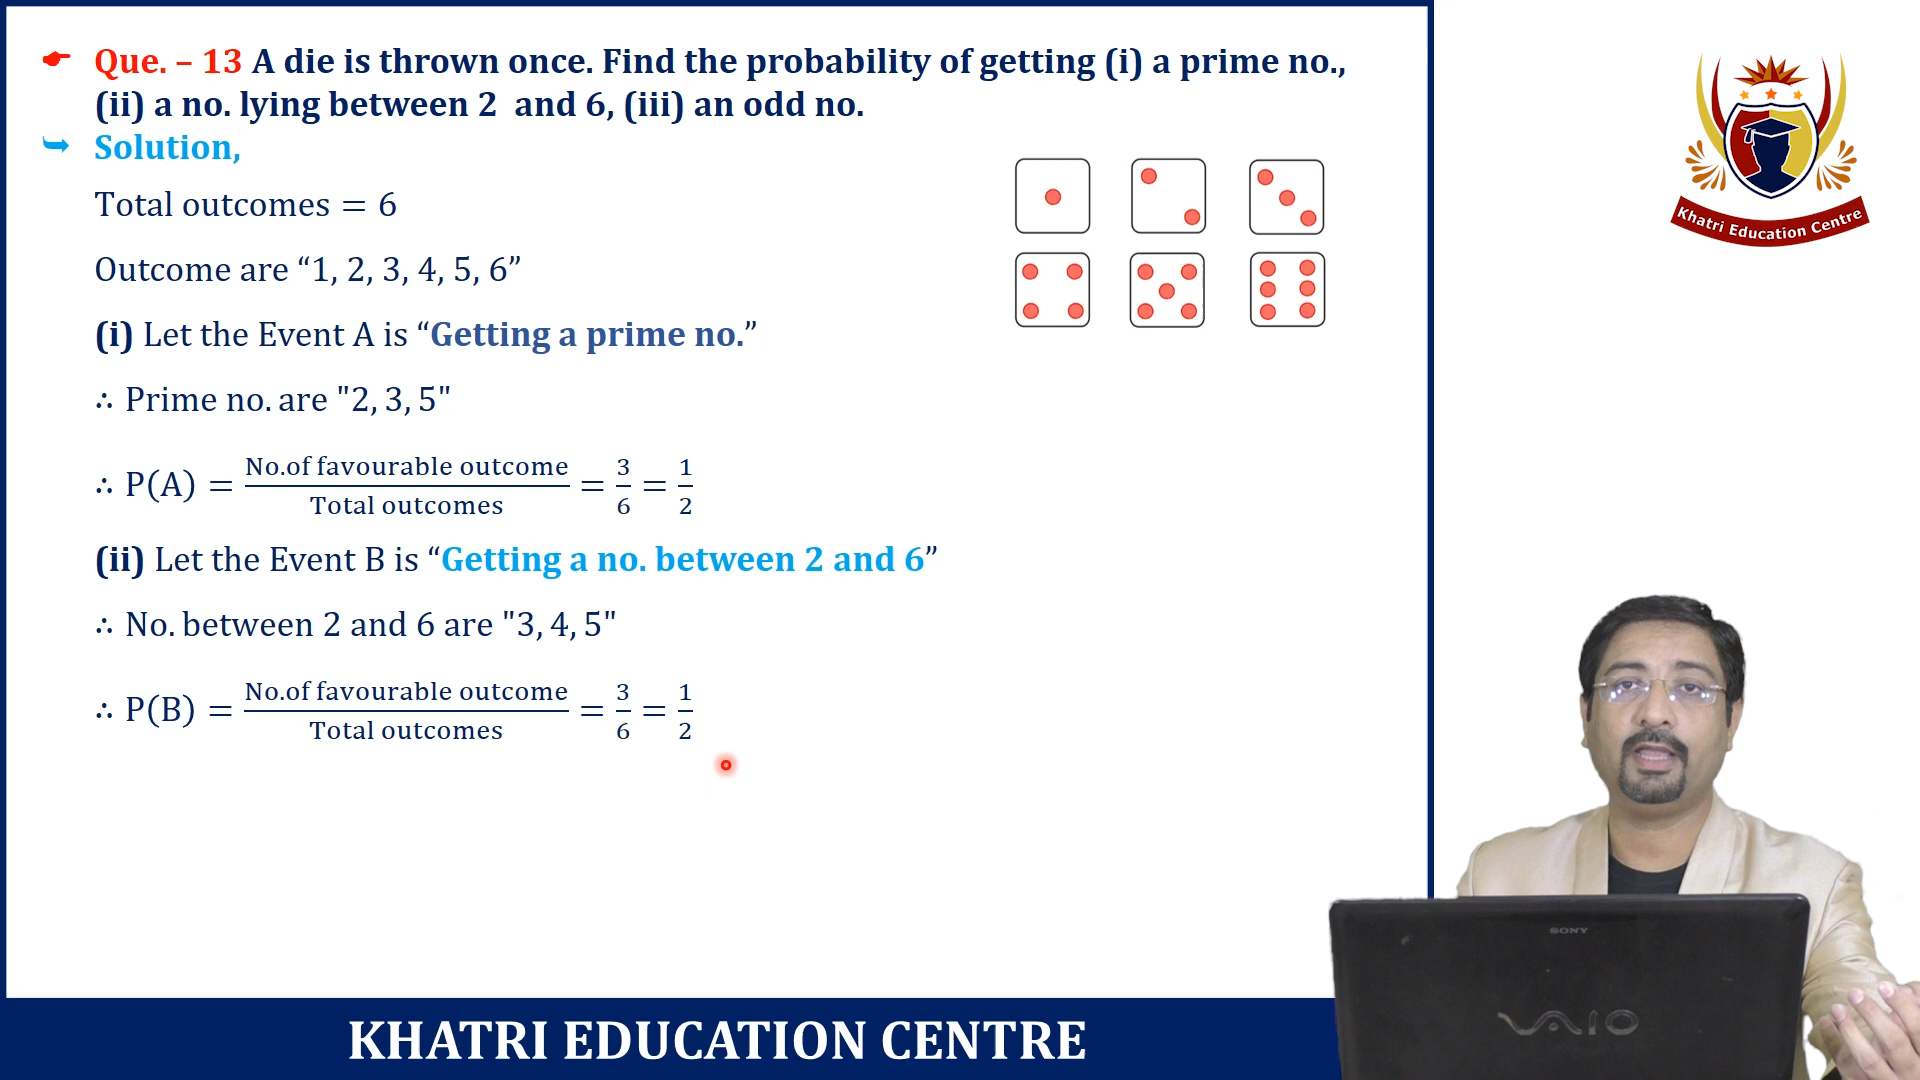 Que. – 13 A die is thrown once. Find the probability of getting (i) a prime no.,
(ii) a no. lying between 2 and 6, (iii) an odd no.
Solution,
Total outcomes = 6
Outcome are “1, 2, 3, 4, 5, 6”
(i) Let the Event A is “Getting a prime no.”
∴ Prime no. are "2, 3, 5"
∴ P(A) = No.of favourable outcome / Total outcomes = 3/6 = 1/2
(ii) Let the Event B is “Getting a no. between 2 and 6”
∴ No. between 2 and 6 are "3, 4, 5"
∴ P(B) = No.of favourable outcome / Total outcomes = 3/6 = 1/2
Khatri Education Centre
SONY
VAIO
KHATRI EDUCATION CENTRE